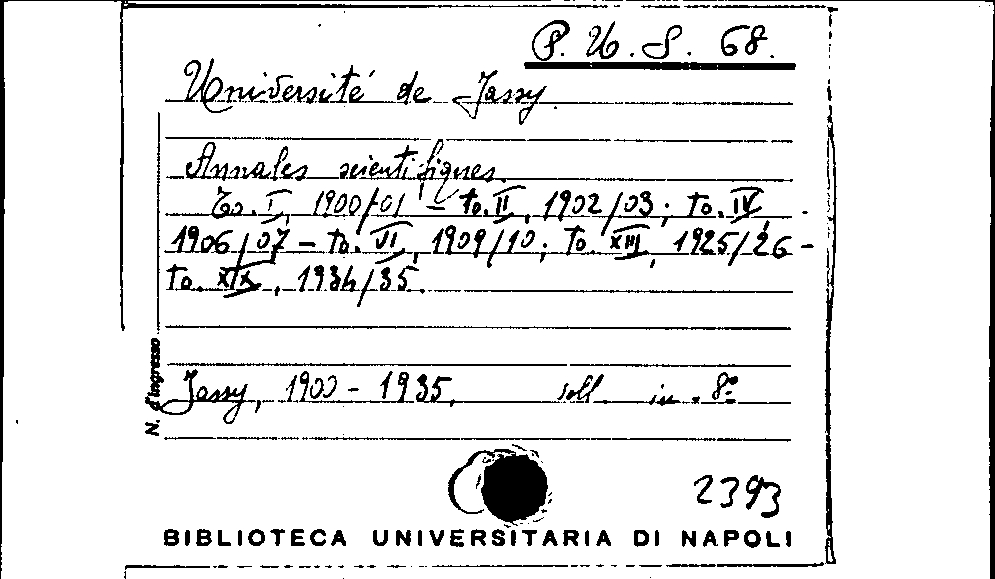 P. U. S. 68.
Université de Jassy.
Annales scientifiques.
To. I, 1900/01 - to. II, 1902/03; to. IV,
1906/07 - to. VI, 1909/10; to. XIII, 1925/26 -
to. XIX, 1934/35.
N. d'ingresso
Jassy, 1900 - 1935. voll. in 8°
2393
BIBLIOTECA UNIVERSITARIA DI NAPOLI